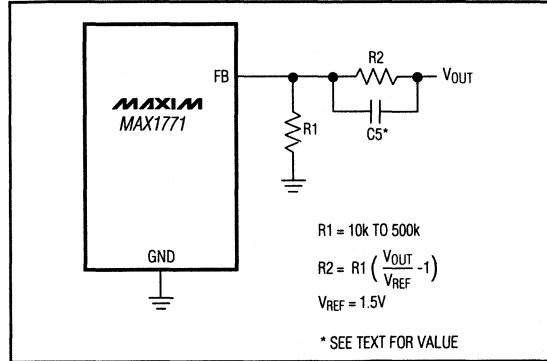 R2
FB
VOUT
MAXIM
MAX1771
R1
C5*
R1 = 10k TO 500k
R2 = R1 ( VOUT / VREF -1 )
GND
VREF = 1.5V
* SEE TEXT FOR VALUE